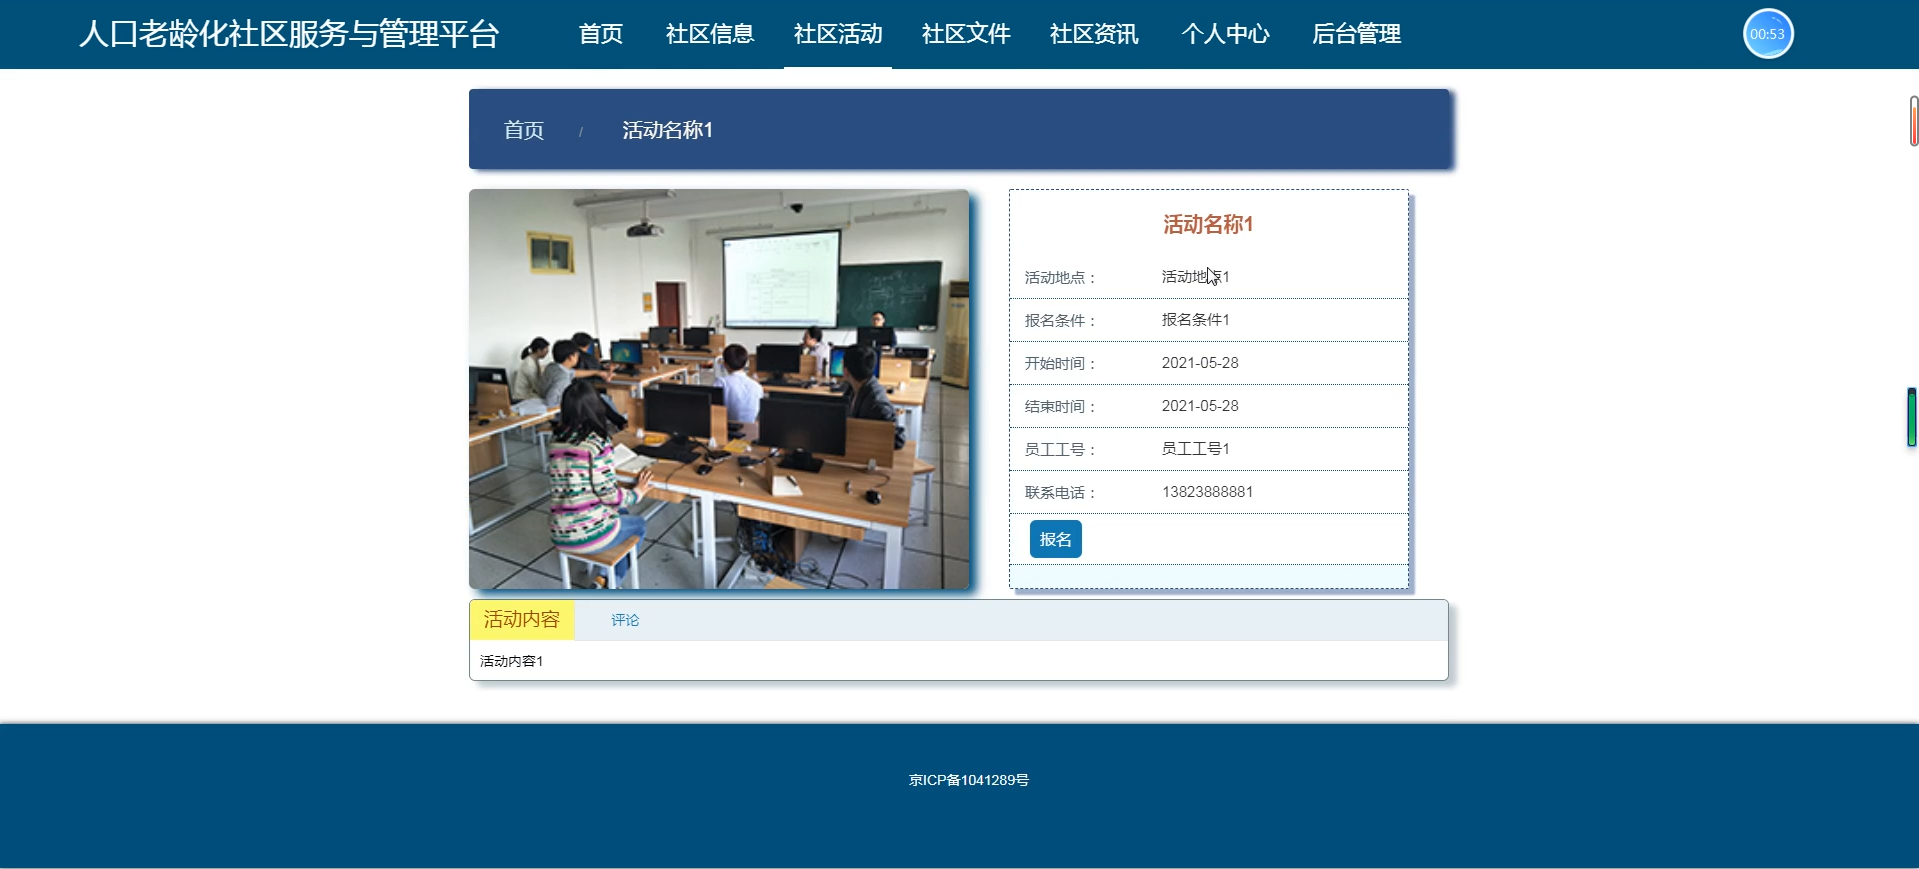 人口老龄化社区服务与管理平台
首页 社区信息 社区活动 社区文件 社区资讯 个人中心 后台管理
00:53
首页 / 活动名称1
活动名称1
活动地点： 活动地点1
报名条件： 报名条件1
开始时间： 2021-05-28
结束时间： 2021-05-28
员工工号： 员工工号1
联系电话： 13823888881
报名
活动内容 评论
活动内容1
京ICP备1041289号